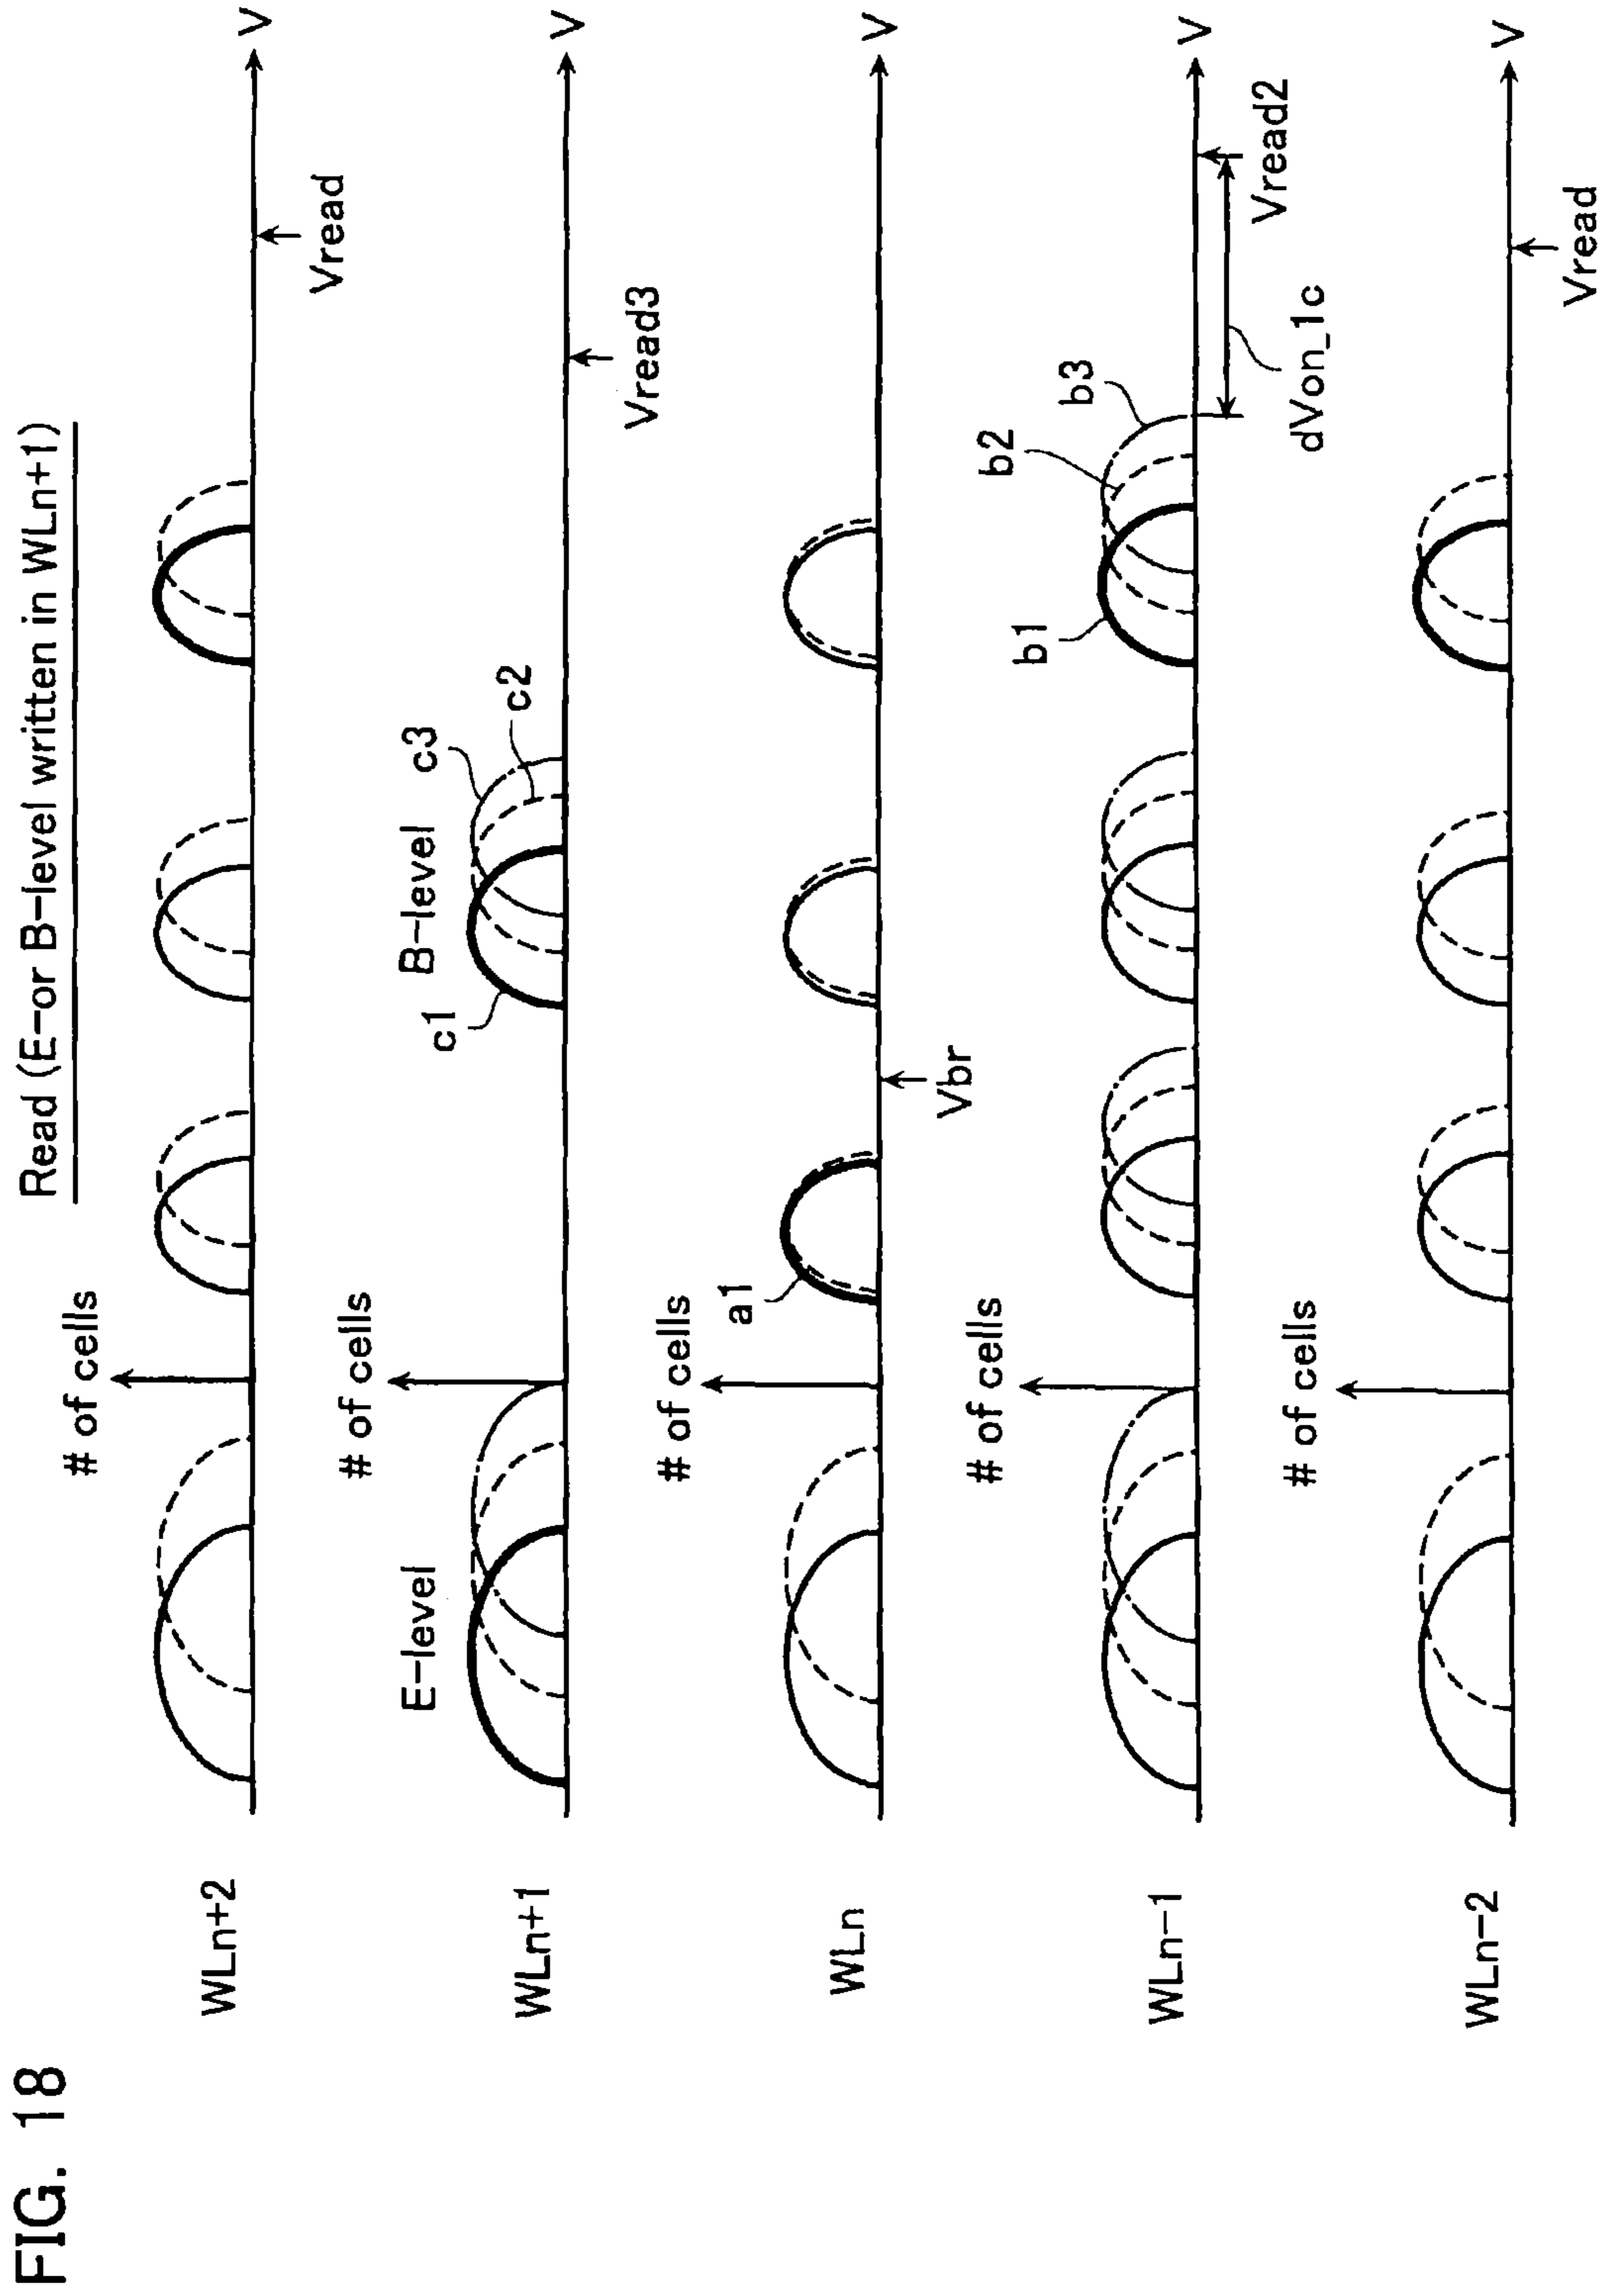 FIG. 18
Read (E-or B-level written in WLn+1)
# of cells
WLn+2
Vread
V
# of cells
E-level
B-level
c1
c3
c2
WLn+1
Vread3
V
# of cells
a1
WLn
Vbr
V
# of cells
b1
b2
b3
WLn-1
dVon_1c
Vread2
V
# of cells
WLn-2
Vread
V